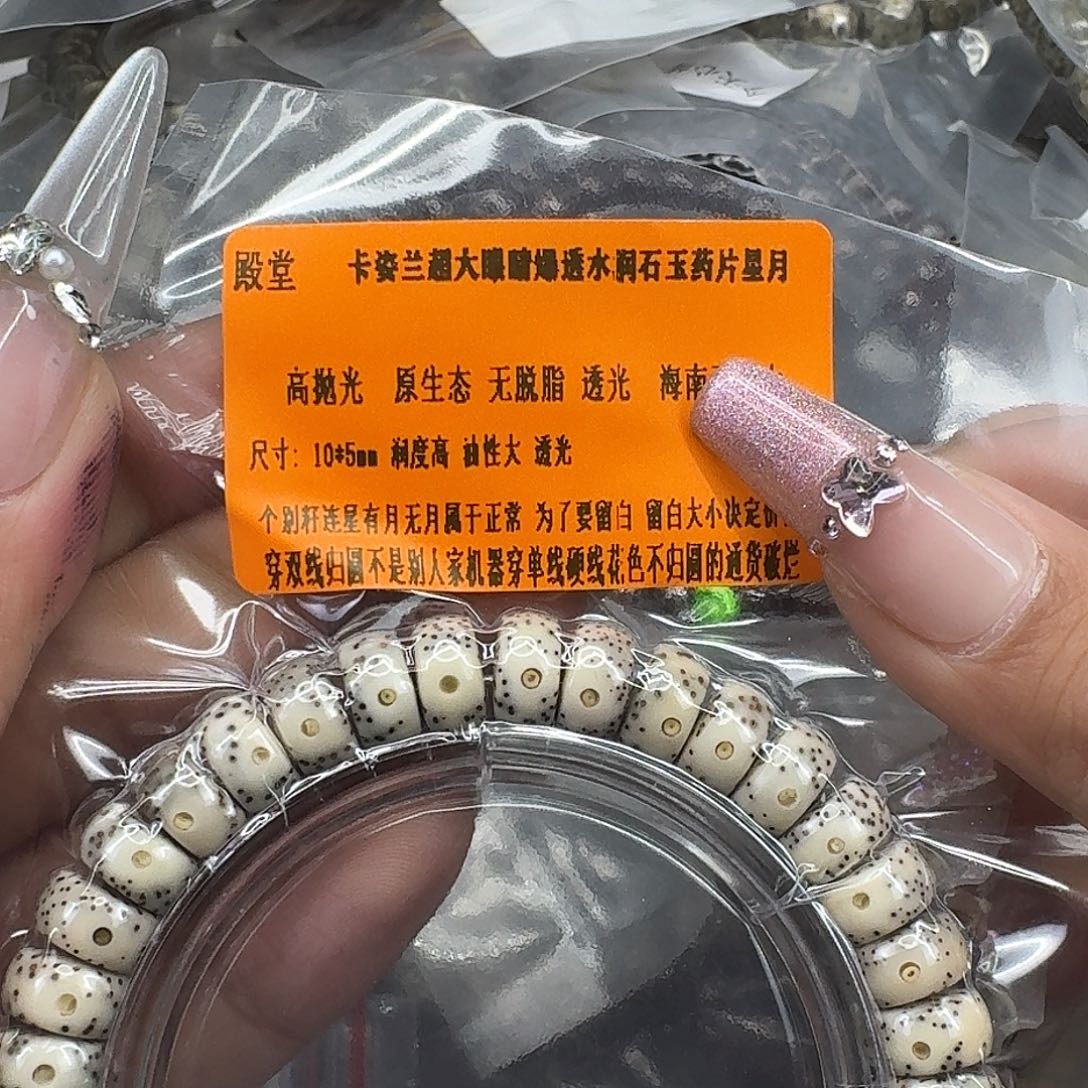 殿堂 卡姿兰超大眼睛爆透水润石玉药片星月
高抛光 原生态 无脱脂 透光 海南
尺寸: 10*5mm 润度高 油性大 透光
个别籽连星有月无月属于正常 为了要留白 留白大小决定价
穿双线归圆不是别人家机器穿单线硬线花色不归圆的通货破烂